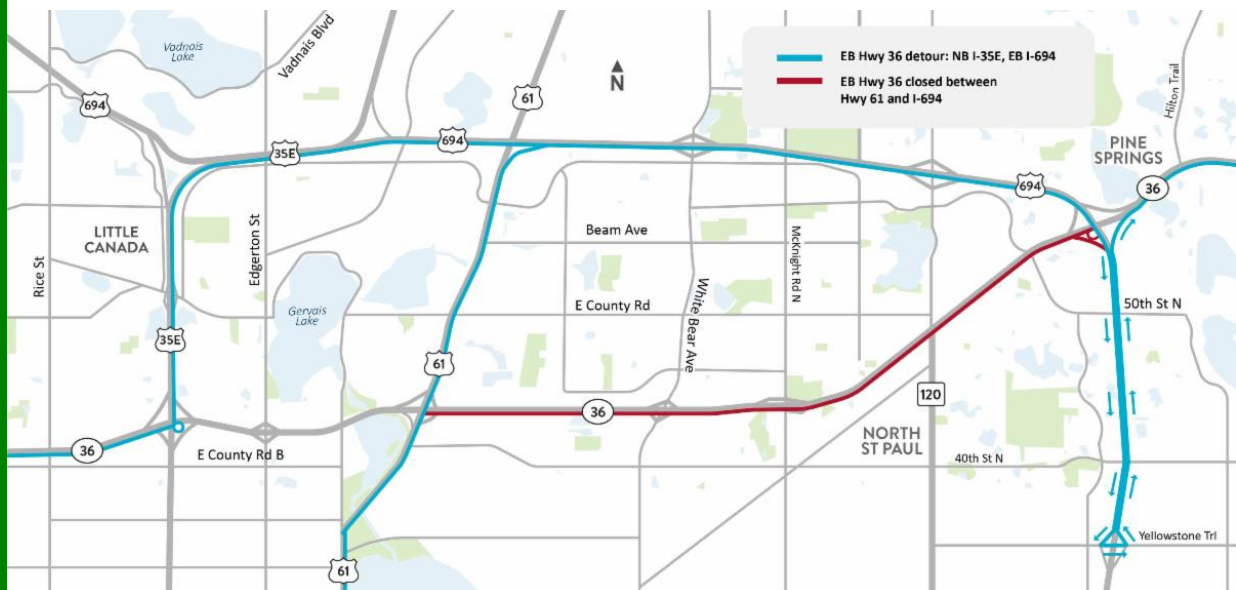 Vadnais
Lake
Vadnais Blvd
694
35E
694
61
N
EB Hwy 36 detour: NB I-35E, EB I-694
EB Hwy 36 closed between
Hwy 61 and I-694
Hilton Trail
PINE
SPRINGS
694
36
LITTLE
CANADA
Rice St
Edgerton St
Gervais
Lake
Beam Ave
E County Rd
White Bear Ave
McKnight Rd N
50th St N
35E
61
36
120
36
E County Rd B
NORTH
ST PAUL
40th St N
Yellowstone Trl
61